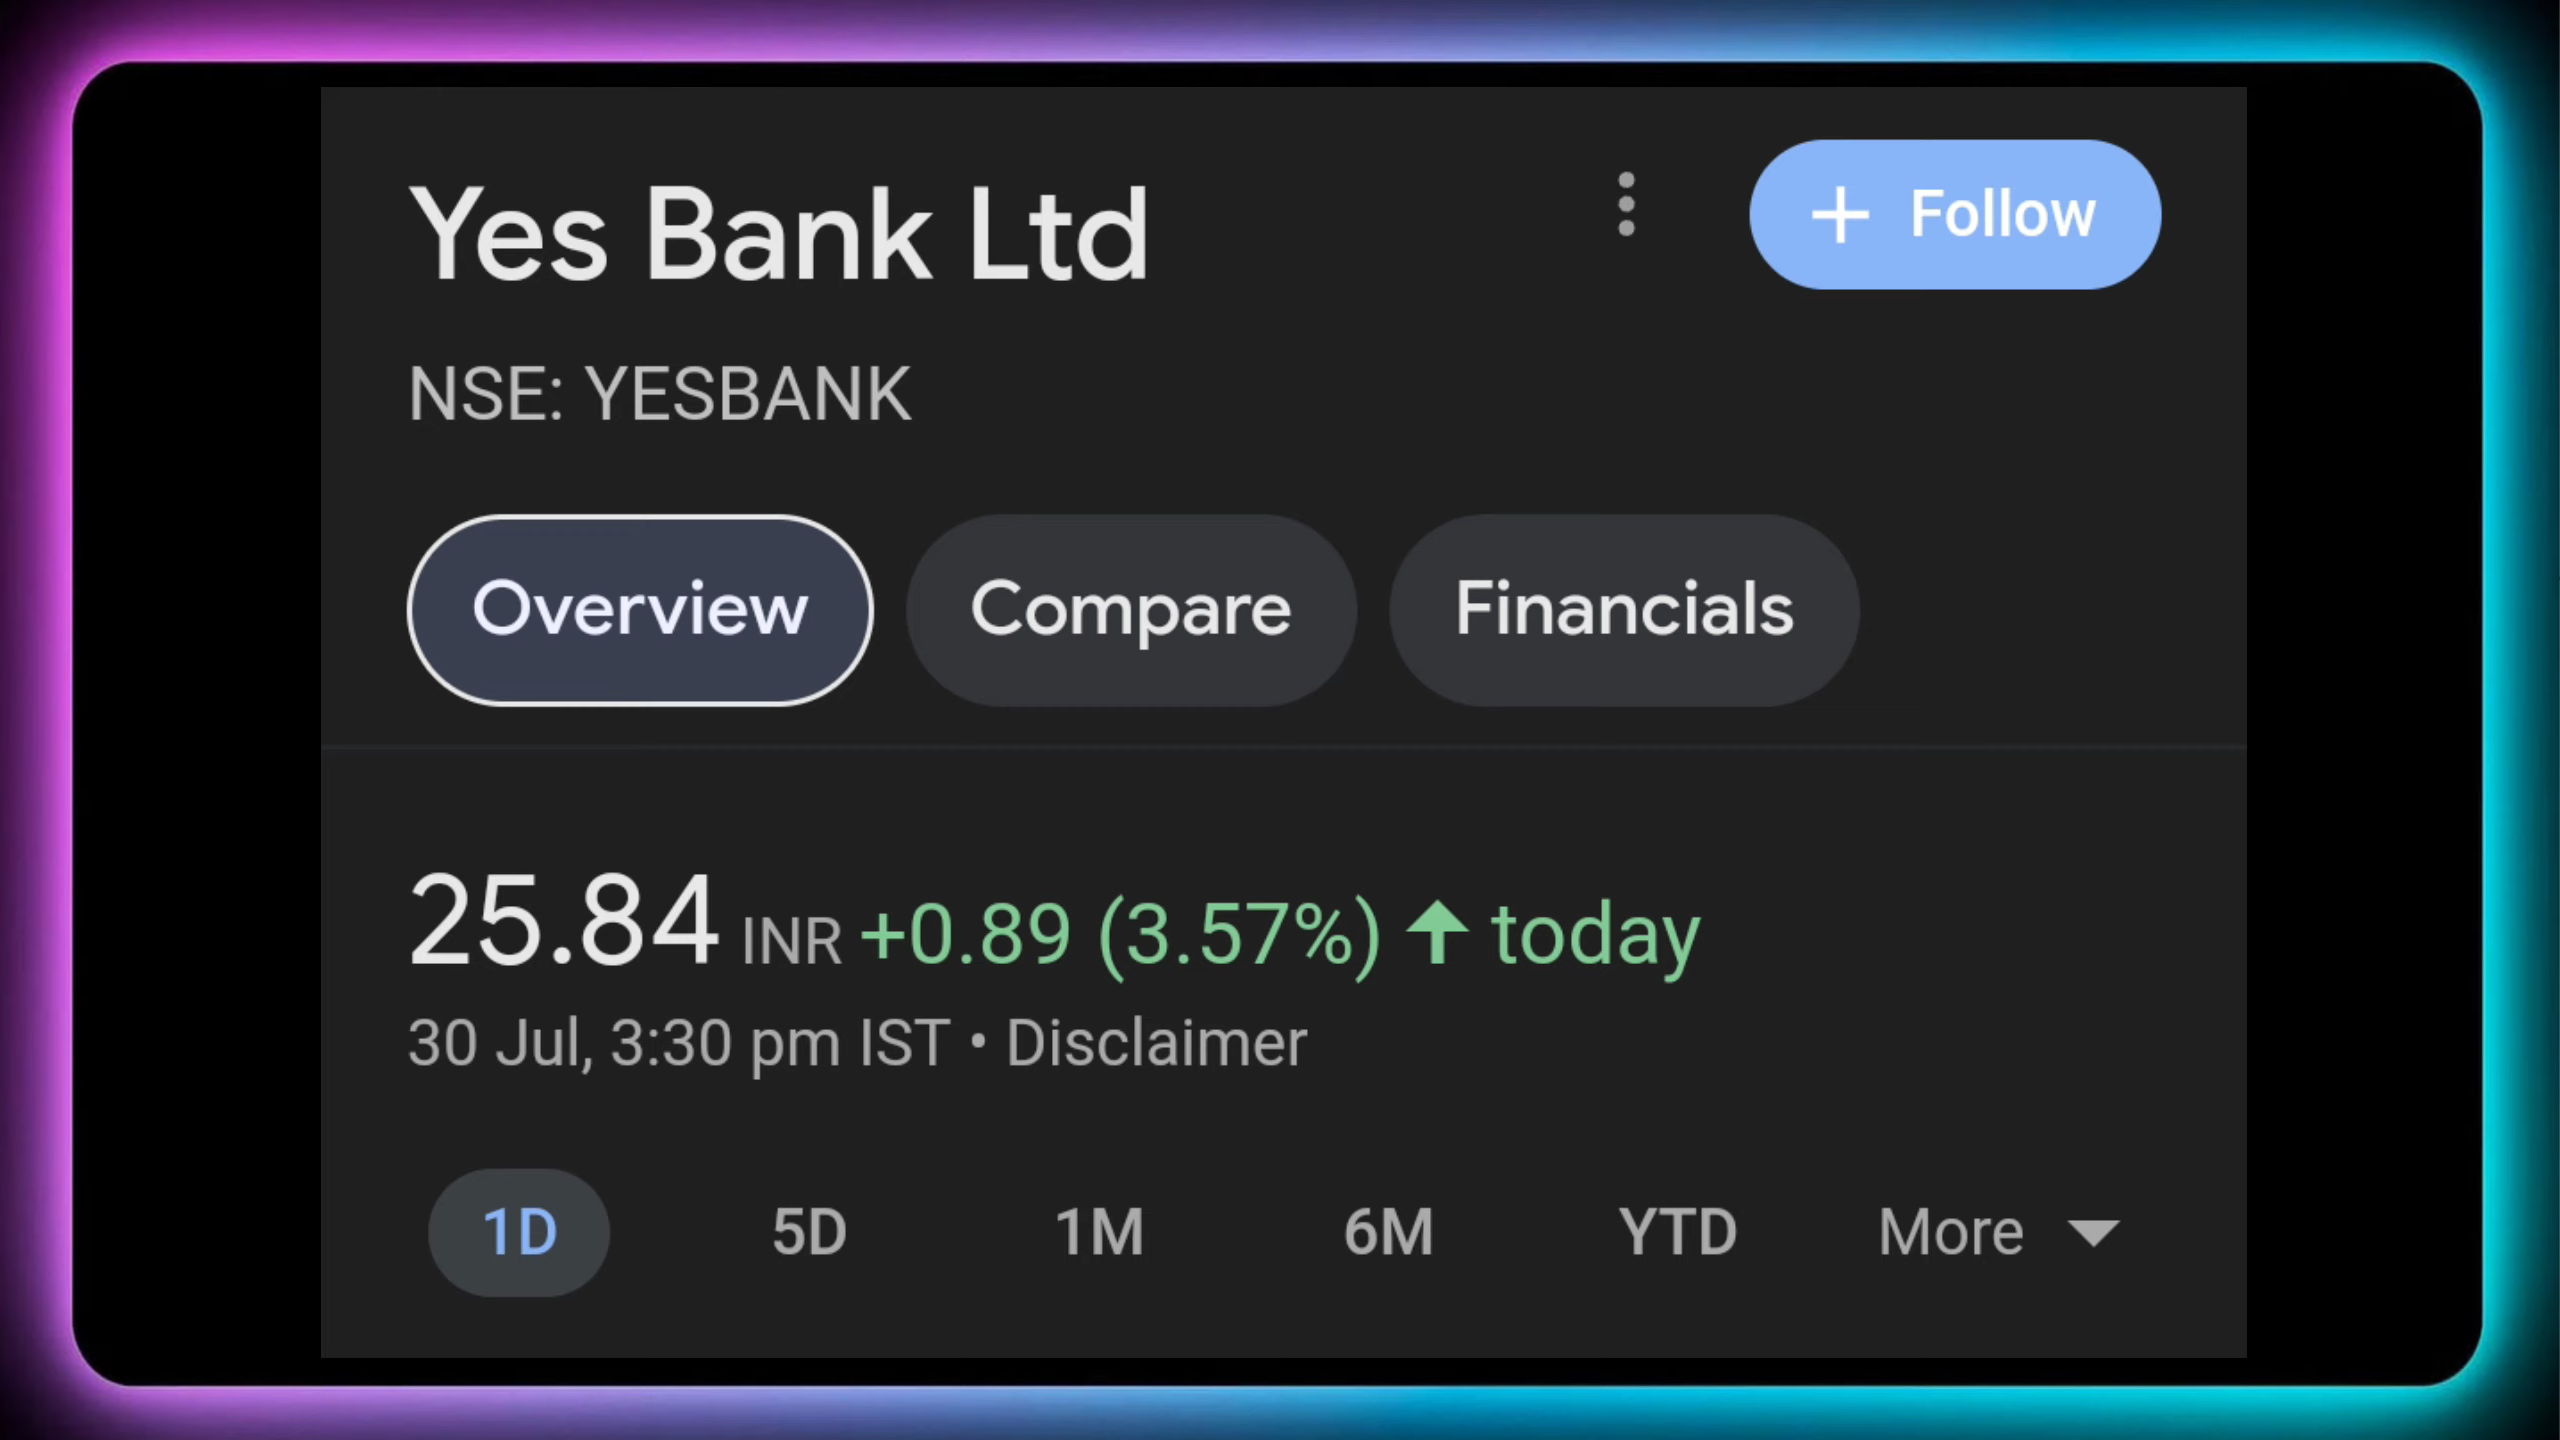 Yes Bank Ltd
+ Follow
NSE: YESBANK
Overview Compare Financials
25.84 INR +0.89 (3.57%) ↑ today
30 Jul, 3:30 pm IST • Disclaimer
1D 5D 1M 6M YTD More